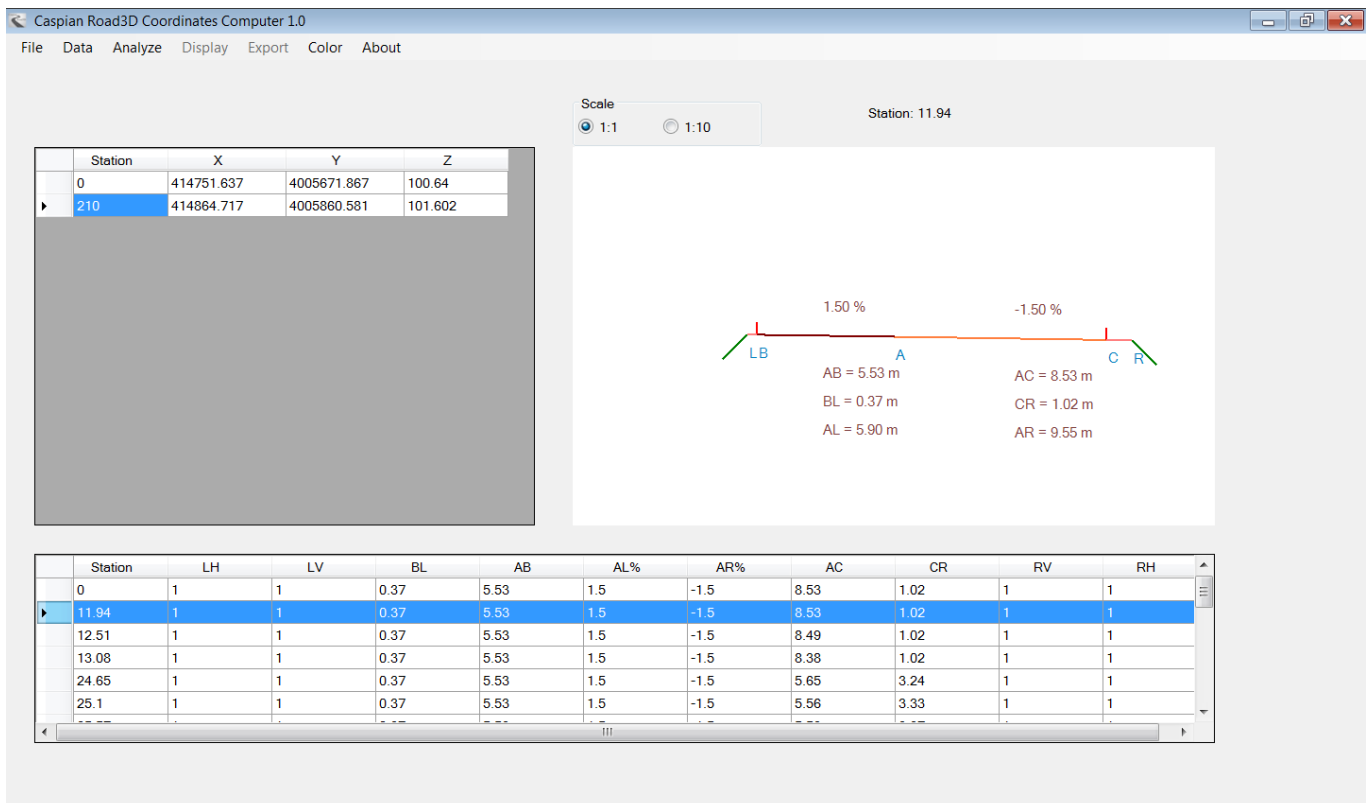 Caspian Road3D Coordinates Computer 1.0
File Data Analyze Display Export Color About
Scale
1:1 1:10
Station: 11.94
Station X Y Z
0 414751.637 4005671.867 100.64
210 414864.717 4005860.581 101.602
1.50 % -1.50 %
L B A C R
AB = 5.53 m AC = 8.53 m
BL = 0.37 m CR = 1.02 m
AL = 5.90 m AR = 9.55 m
Station LH LV BL AB AL% AR% AC CR RV RH
0 1 1 0.37 5.53 1.5 -1.5 8.53 1.02 1 1
11.94 1 1 0.37 5.53 1.5 -1.5 8.53 1.02 1 1
12.51 1 1 0.37 5.53 1.5 -1.5 8.49 1.02 1 1
13.08 1 1 0.37 5.53 1.5 -1.5 8.38 1.02 1 1
24.65 1 1 0.37 5.53 1.5 -1.5 5.65 3.24 1 1
25.1 1 1 0.37 5.53 1.5 -1.5 5.56 3.33 1 1